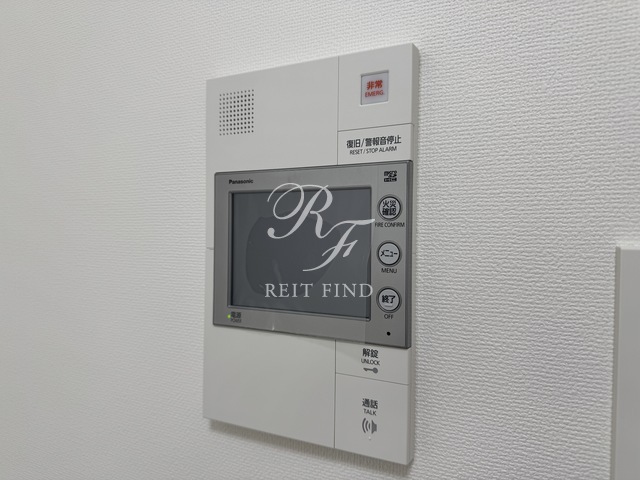 非常
EMERG.
復旧/警報音停止
RESET/STOP ALARM
Panasonic
micro
SD
HC
火災
確認
FIRE CONFIRM
RF
メニュー
MENU
REIT FIND
終了
OFF
電源
解錠
UNLOCK
通話
TALK